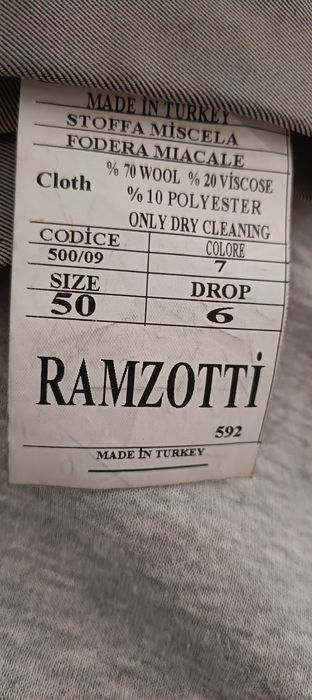 MADE IN TURKEY
STOFFA MİSCELA
FODERA MIACALE
Cloth % 70 WOOL % 20 VİSCOSE
% 10 POLYESTER
ONLY DRY CLEANING
CODİCE COLORE
500/09 7
SIZE DROP
50 6
RAMZOTTİ
592
MADE İN TURKEY